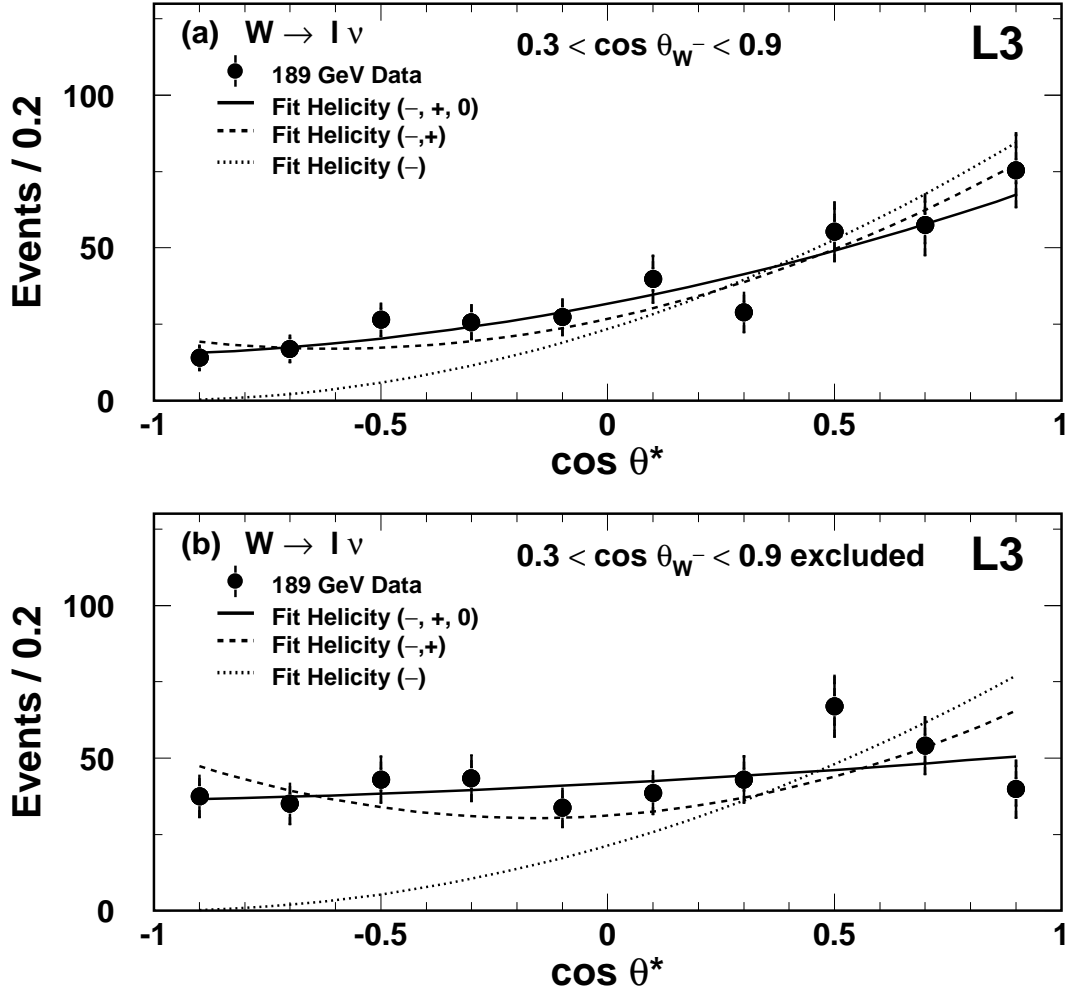 (a) W → l ν 0.3 < cos θW⁻ < 0.9 L3
189 GeV Data
Fit Helicity (−, +, 0)
Fit Helicity (−,+)
Fit Helicity (−)
Events / 0.2
100
50
0
-1 -0.5 0 0.5 1
cos θ*
(b) W → l ν 0.3 < cos θW⁻ < 0.9 excluded L3
189 GeV Data
Fit Helicity (−, +, 0)
Fit Helicity (−,+)
Fit Helicity (−)
Events / 0.2
100
50
0
-1 -0.5 0 0.5 1
cos θ*